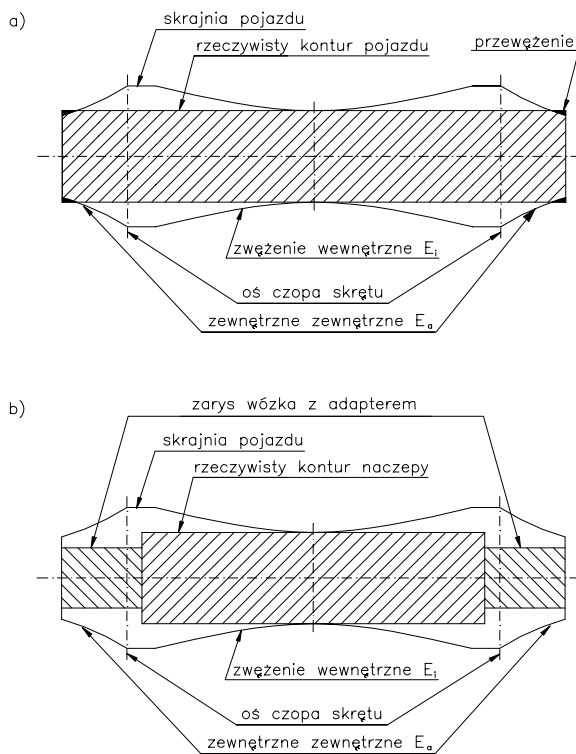 a)
skrajnia pojazdu
rzeczywisty kontur pojazdu
przewężenie
zwężenie wewnętrzne Ei
oś czopa skrętu
zewnętrzne zewnętrzne Ea
b)
zarys wózka z adapterem
skrajnia pojazdu
rzeczywisty kontur naczepy
zwężenie wewnętrzne Ei
oś czopa skrętu
zewnętrzne zewnętrzne Ea